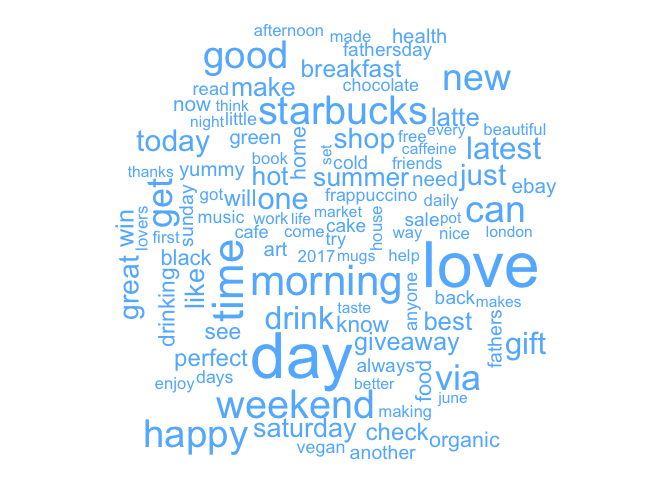 afternoon
made
health
good
fathersday
breakfast
new
read
make
chocolate
now
think
starbucks
latte
night
little
today
green
home
shop
free
every
beautiful
caffeine
latest
book
set
cold
friends
thanks
yummy
hot
summer
need
just
ebay
get
got
will
one
frappuccino
daily
can
win
lovers
sunday
music
work
life
market
cake
house
sale
pot
first
cafe
come
try
way
nice
london
great
black
time
art
2017
mugs
help
love
drinking
like
morning
anyone
back
makes
see
drink
taste
know
best
fathers
gift
perfect
day
giveaway
always
food
via
enjoy
days
better
weekend
making
june
happy
saturday
check
organic
vegan
another